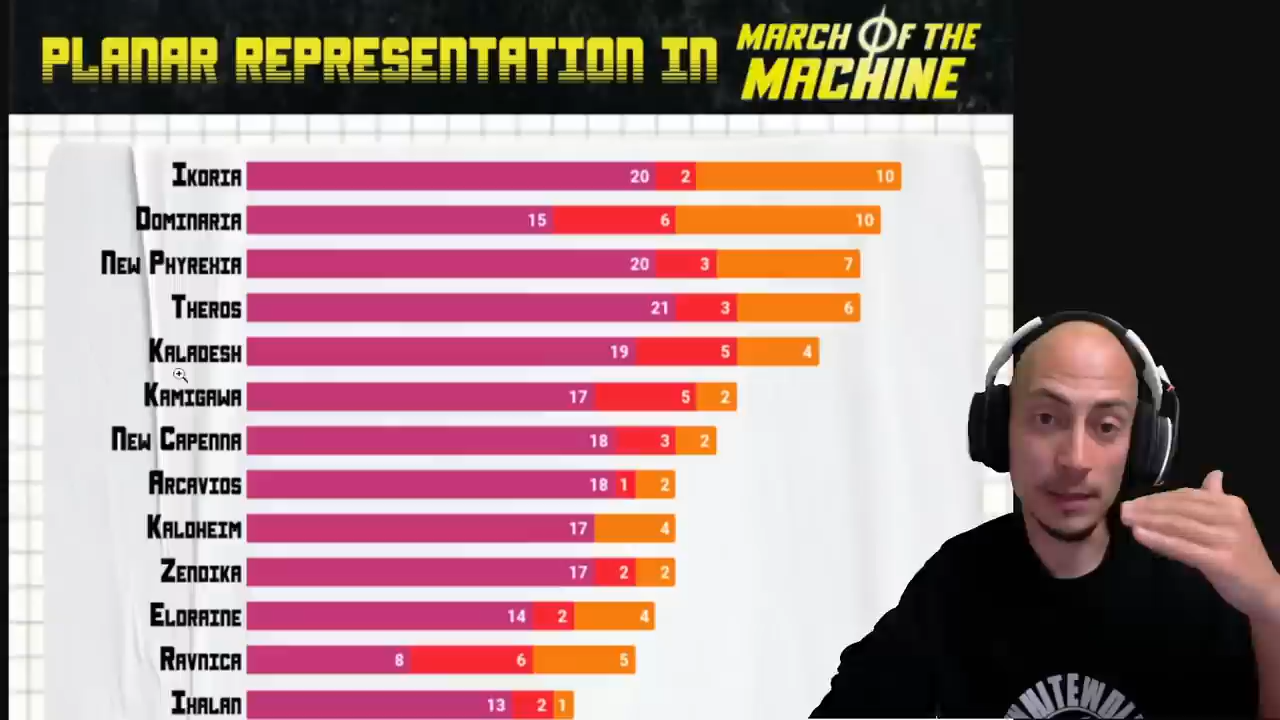 PLANAR REPRESENTATION IN MARCH OF THE MACHINE
IKORIA 20 2 10
DOMINARIA 15 6 10
NEW PHYREXIA 20 3 7
THEROS 21 3 6
KALADESH 19 5 4
KAMIGAWA 17 5 2
NEW CAPENNA 18 3 2
ARCAVIOS 18 1 2
KALDHEIM 17 4
ZENDIKA 17 2 2
ELDRAINE 14 2 4
RAVNICA 8 6 5
IXALAN 13 2 1